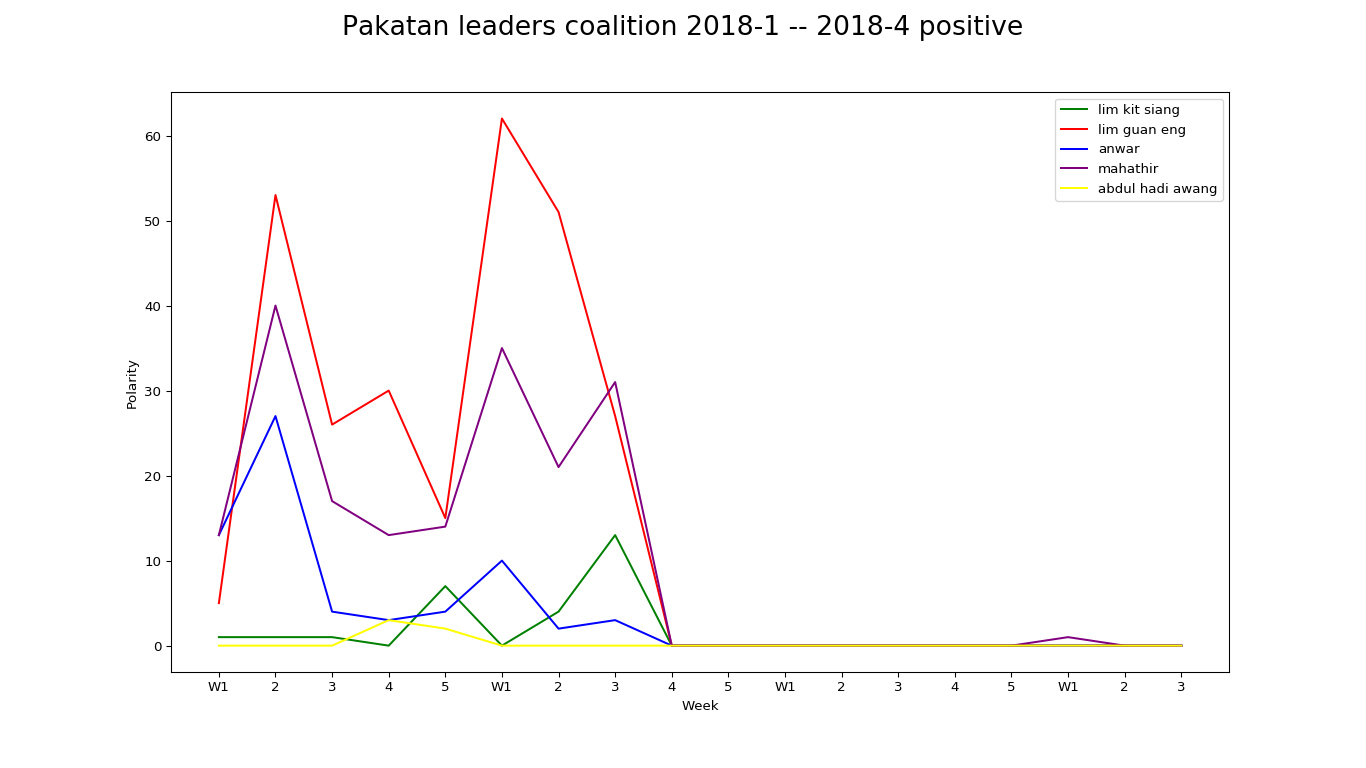 Pakatan leaders coalition 2018-1 -- 2018-4 positive
lim kit siang
lim guan eng
anwar
mahathir
abdul hadi awang
60
50
40
30
20
10
0
Polarity
W1 2 3 4 5 W1 2 3 4 5 W1 2 3 4 5 W1 2 3
Week